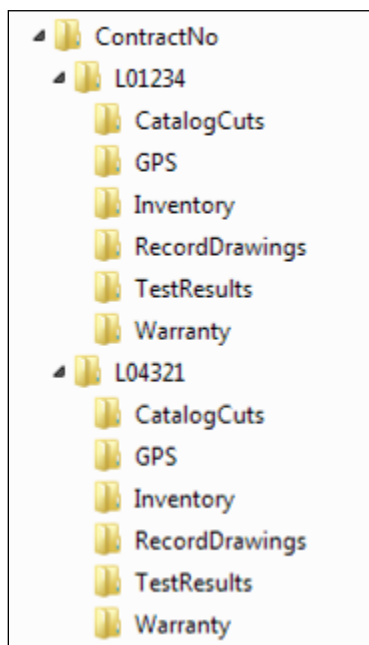 ContractNo
L01234
CatalogCuts
GPS
Inventory
RecordDrawings
TestResults
Warranty
L04321
CatalogCuts
GPS
Inventory
RecordDrawings
TestResults
Warranty